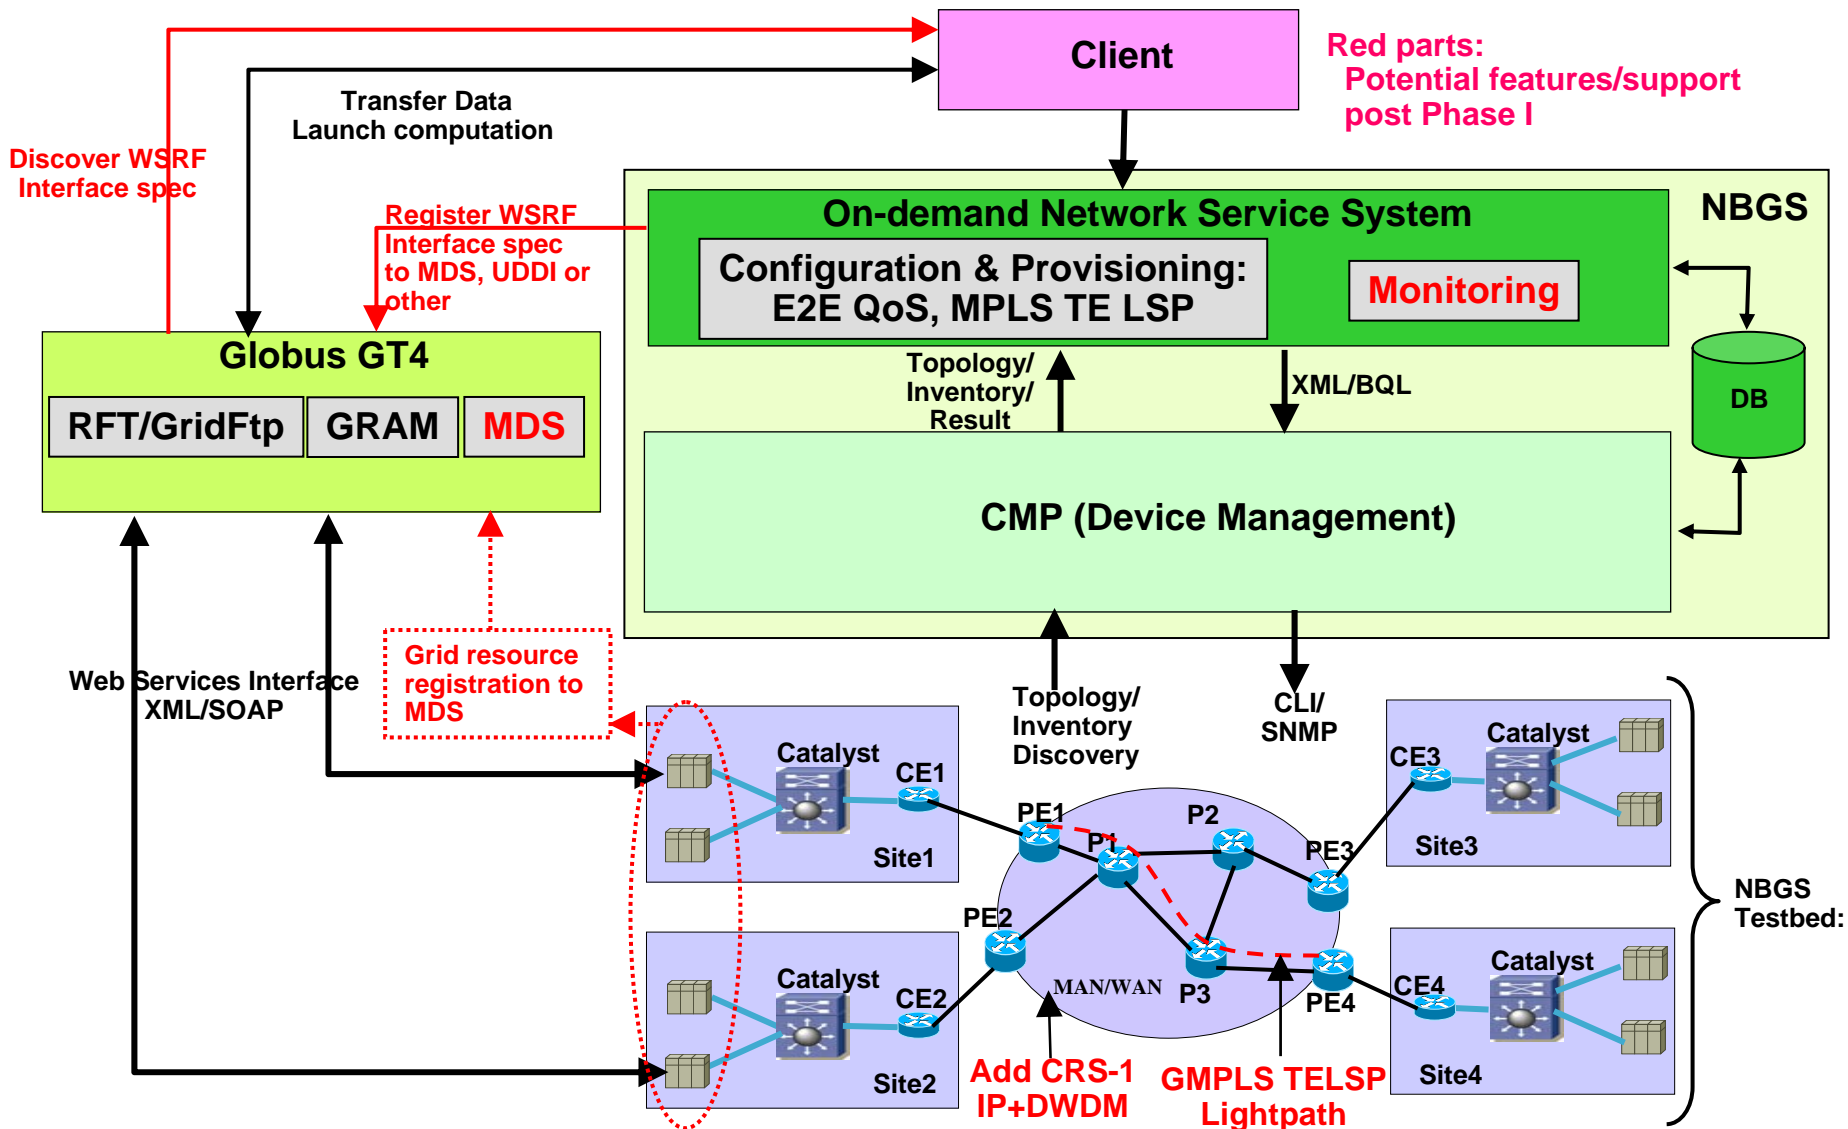 Client
Red parts:
Potential features/support
post Phase I
Transfer Data
Launch computation
Discover WSRF
Interface spec
Register WSRF
Interface spec
to MDS, UDDI or
other
On-demand Network Service System
NBGS
Configuration & Provisioning:
E2E QoS, MPLS TE LSP
Monitoring
Globus GT4
RFT/GridFtp
GRAM
MDS
Topology/
Inventory/
Result
XML/BQL
DB
CMP (Device Management)
Grid resource
registration to
MDS
Web Services Interface
XML/SOAP
Topology/
Inventory
Discovery
CLI/
SNMP
Catalyst
CE1
Site1
PE1
P1
P2
PE3
CE3
Catalyst
Site3
NBGS
Testbed:
PE2
Catalyst
CE2
Site2
MAN/WAN
P3
PE4
CE4
Catalyst
Site4
Add CRS-1
IP+DWDM
GMPLS TELSP
Lightpath